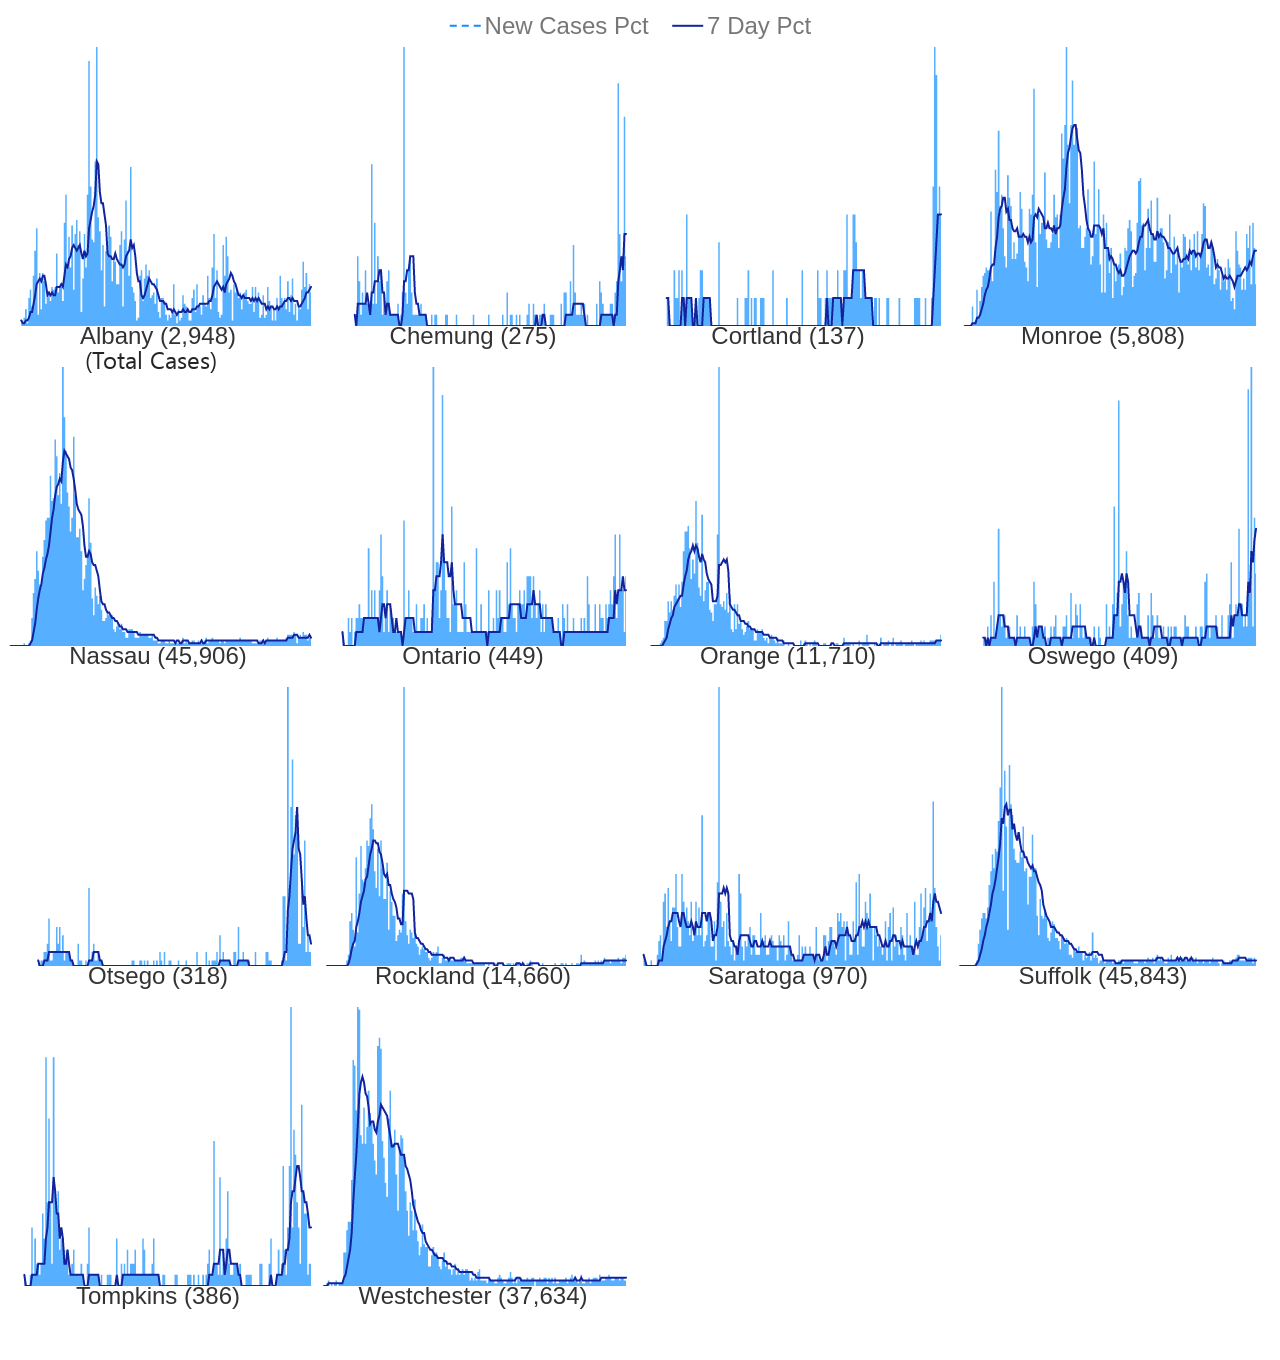 New Cases Pct 7 Day Pct
Albany (2,948) Chemung (275) Cortland (137) Monroe (5,808)
(Total Cases)
Nassau (45,906) Ontario (449) Orange (11,710) Oswego (409)
Otsego (318) Rockland (14,660) Saratoga (970) Suffolk (45,843)
Tompkins (386) Westchester (37,634)